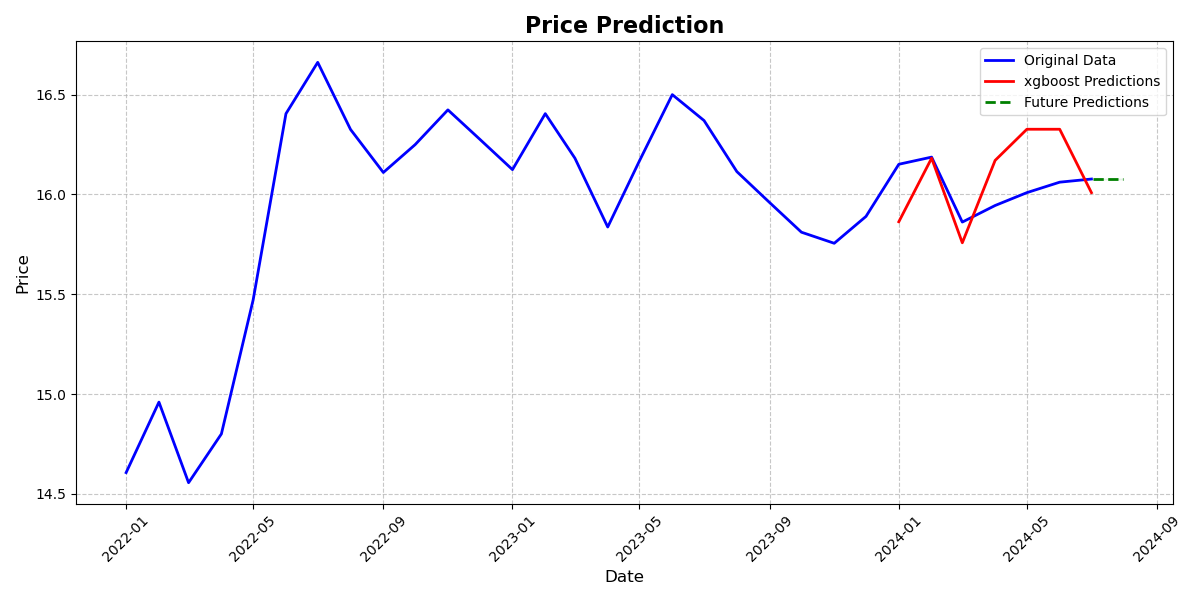 Price Prediction
Original Data
xgboost Predictions
Future Predictions
Price
16.5
16.0
15.5
15.0
14.5
2022-01
2022-05
2022-09
2023-01
2023-05
2023-09
2024-01
2024-05
2024-09
Date